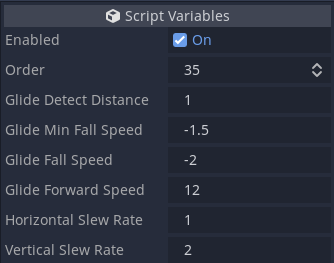 Script Variables
Enabled On
Order 35
Glide Detect Distance 1
Glide Min Fall Speed -1.5
Glide Fall Speed -2
Glide Forward Speed 12
Horizontal Slew Rate 1
Vertical Slew Rate 2